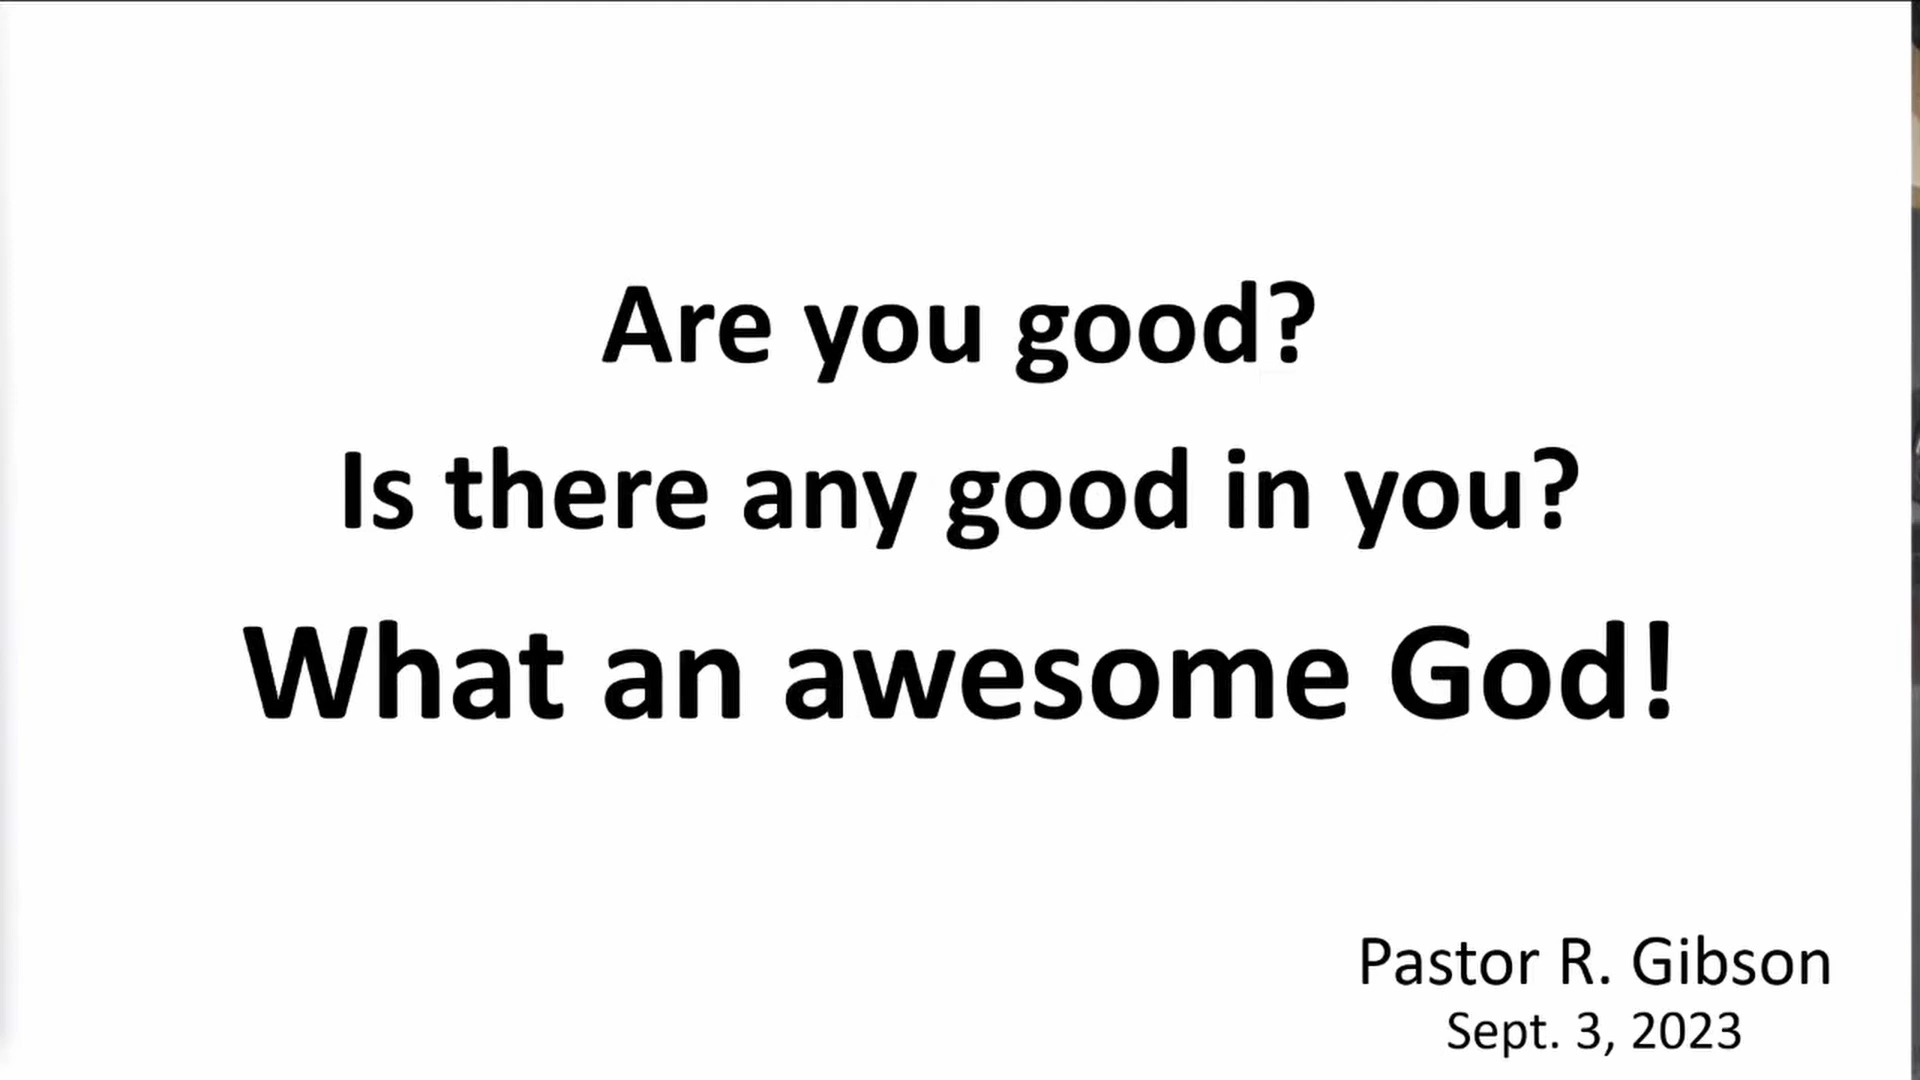 Are you good?
Is there any good in you?
What an awesome God!
Pastor R. Gibson
Sept. 3, 2023